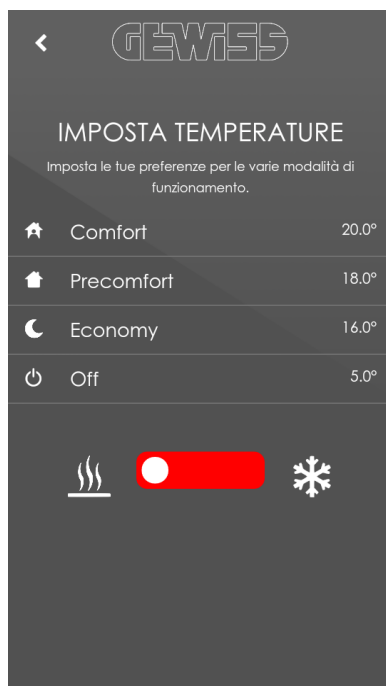 GEWISS
IMPOSTA TEMPERATURE
Imposta le tue preferenze per le varie modalità di
funzionamento.
Comfort 20.0°
Precomfort 18.0°
Economy 16.0°
Off 5.0°